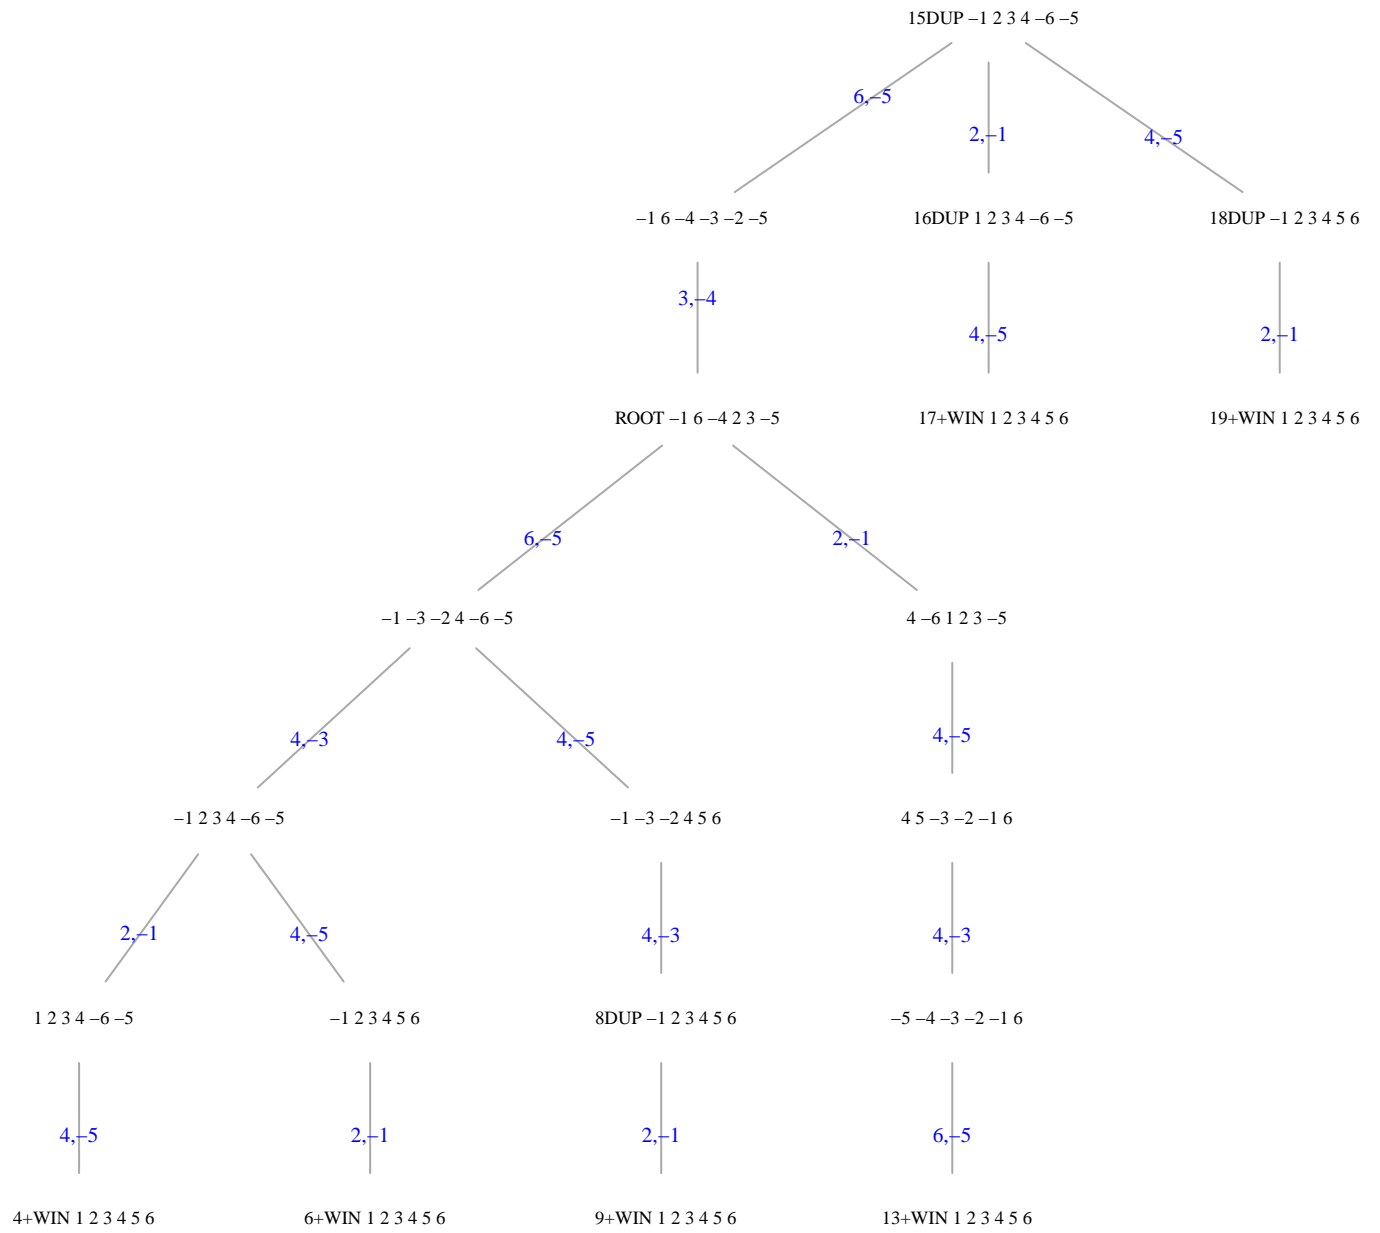 15DUP –1 2 3 4 –6 –5
6,–5
2,–1
4,–5
–1 6 –4 –3 –2 –5
16DUP 1 2 3 4 –6 –5
18DUP –1 2 3 4 5 6
3,–4
4,–5
2,–1
ROOT –1 6 –4 2 3 –5
17+WIN 1 2 3 4 5 6
19+WIN 1 2 3 4 5 6
6,–5
2,–1
–1 –3 –2 4 –6 –5
4 –6 1 2 3 –5
4,–3
4,–5
4,–5
–1 2 3 4 –6 –5
–1 –3 –2 4 5 6
4 5 –3 –2 –1 6
2,–1
4,–5
4,–3
4,–3
1 2 3 4 –6 –5
–1 2 3 4 5 6
8DUP –1 2 3 4 5 6
–5 –4 –3 –2 –1 6
4,–5
2,–1
2,–1
6,–5
4+WIN 1 2 3 4 5 6
6+WIN 1 2 3 4 5 6
9+WIN 1 2 3 4 5 6
13+WIN 1 2 3 4 5 6